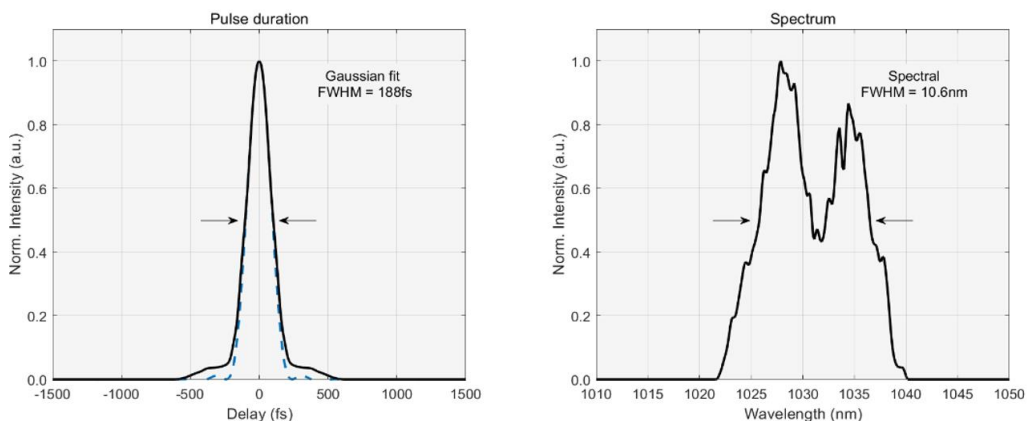 Pulse duration
Norm. Intensity (a.u.)
1.0
0.8
0.6
0.4
0.2
0.0
Gaussian fit
FWHM = 188fs
-1500 -1000 -500 0 500 1000 1500
Delay (fs)
Spectrum
Norm. Intensity (a.u.)
1.0
0.8
0.6
0.4
0.2
0.0
Spectral
FWHM = 10.6nm
1010 1015 1020 1025 1030 1035 1040 1045 1050
Wavelength (nm)